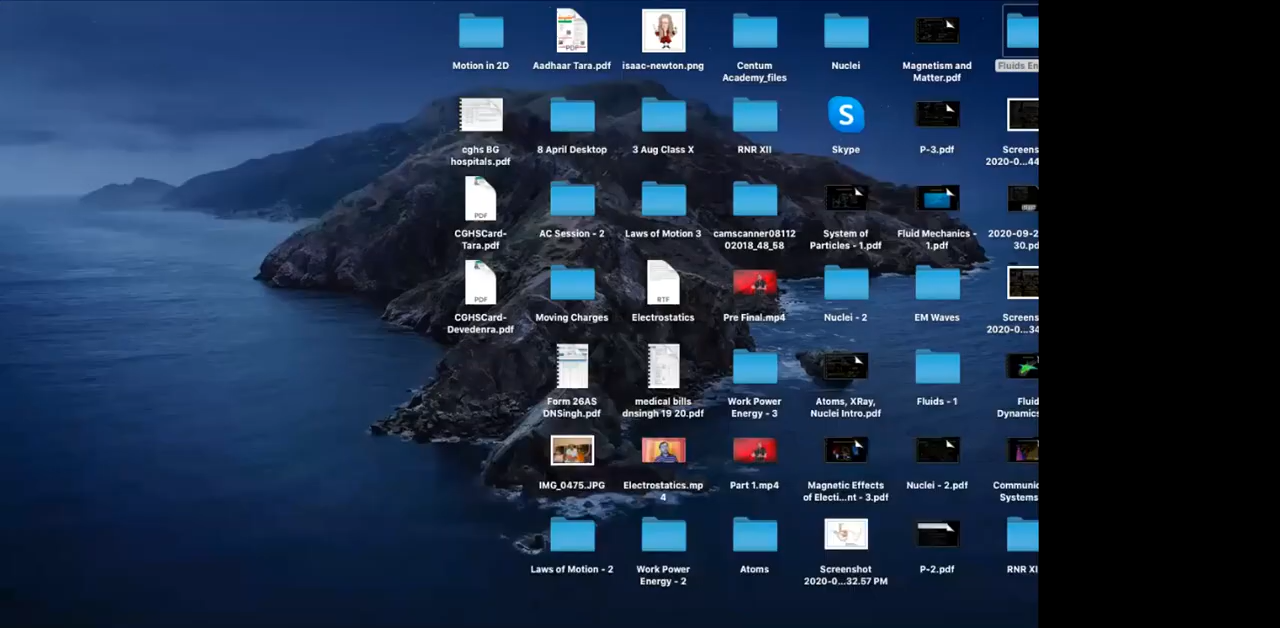 Motion in 2D
Aadhaar Tara.pdf
isaac-newton.png
Centum
Academy_files
Nuclei
Magnetism and
Matter.pdf
Fluids En
cghs BG
hospitals.pdf
8 April Desktop
3 Aug Class X
RNR XII
S
Skype
P-3.pdf
Screens
2020-0...44
PDF
CGHSCard-
Tara.pdf
AC Session - 2
Laws of Motion 3
camscanner08112
02018_48_58
System of
Particles - 1.pdf
Fluid Mechanics -
1.pdf
2020-09-2
30.pd
PDF
CGHSCard-
Devedenra.pdf
Moving Charges
RTF
Electrostatics
Pre Final.mp4
Nuclei - 2
EM Waves
Screens
2020-0...34
Form 26AS
DNSingh.pdf
medical bills
dnsingh 19 20.pdf
Work Power
Energy - 3
Atoms, XRay,
Nuclei Intro.pdf
Fluids - 1
Fluid
Dynamics
IMG_0475.JPG
Electrostatics.mp
4
Part 1.mp4
Magnetic Effects
of Electi...nt - 3.pdf
Nuclei - 2.pdf
Communic
Systems
Laws of Motion - 2
Work Power
Energy - 2
Atoms
Screenshot
2020-0...32.57 PM
P-2.pdf
RNR XI